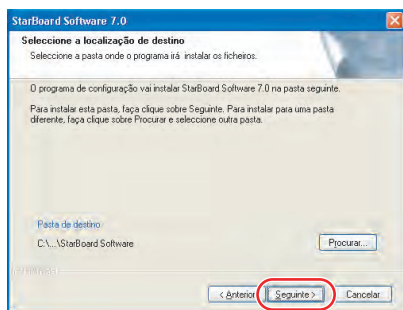 StarBoard Software 7.0
Seleccione a localização de destino
Seleccione a pasta onde o programa irá instalar os ficheiros.
O programa de configuração vai instalar StarBoard Software 7.0 na pasta seguinte.
Para instalar esta pasta, faça clique sobre Seguinte. Para instalar para uma pasta
diferente, faça clique sobre Procurar e seleccione outra pasta.
Pasta de destino
C:\...\StarBoard Software
Procurar...
< Anterior
Seguinte >
Cancelar